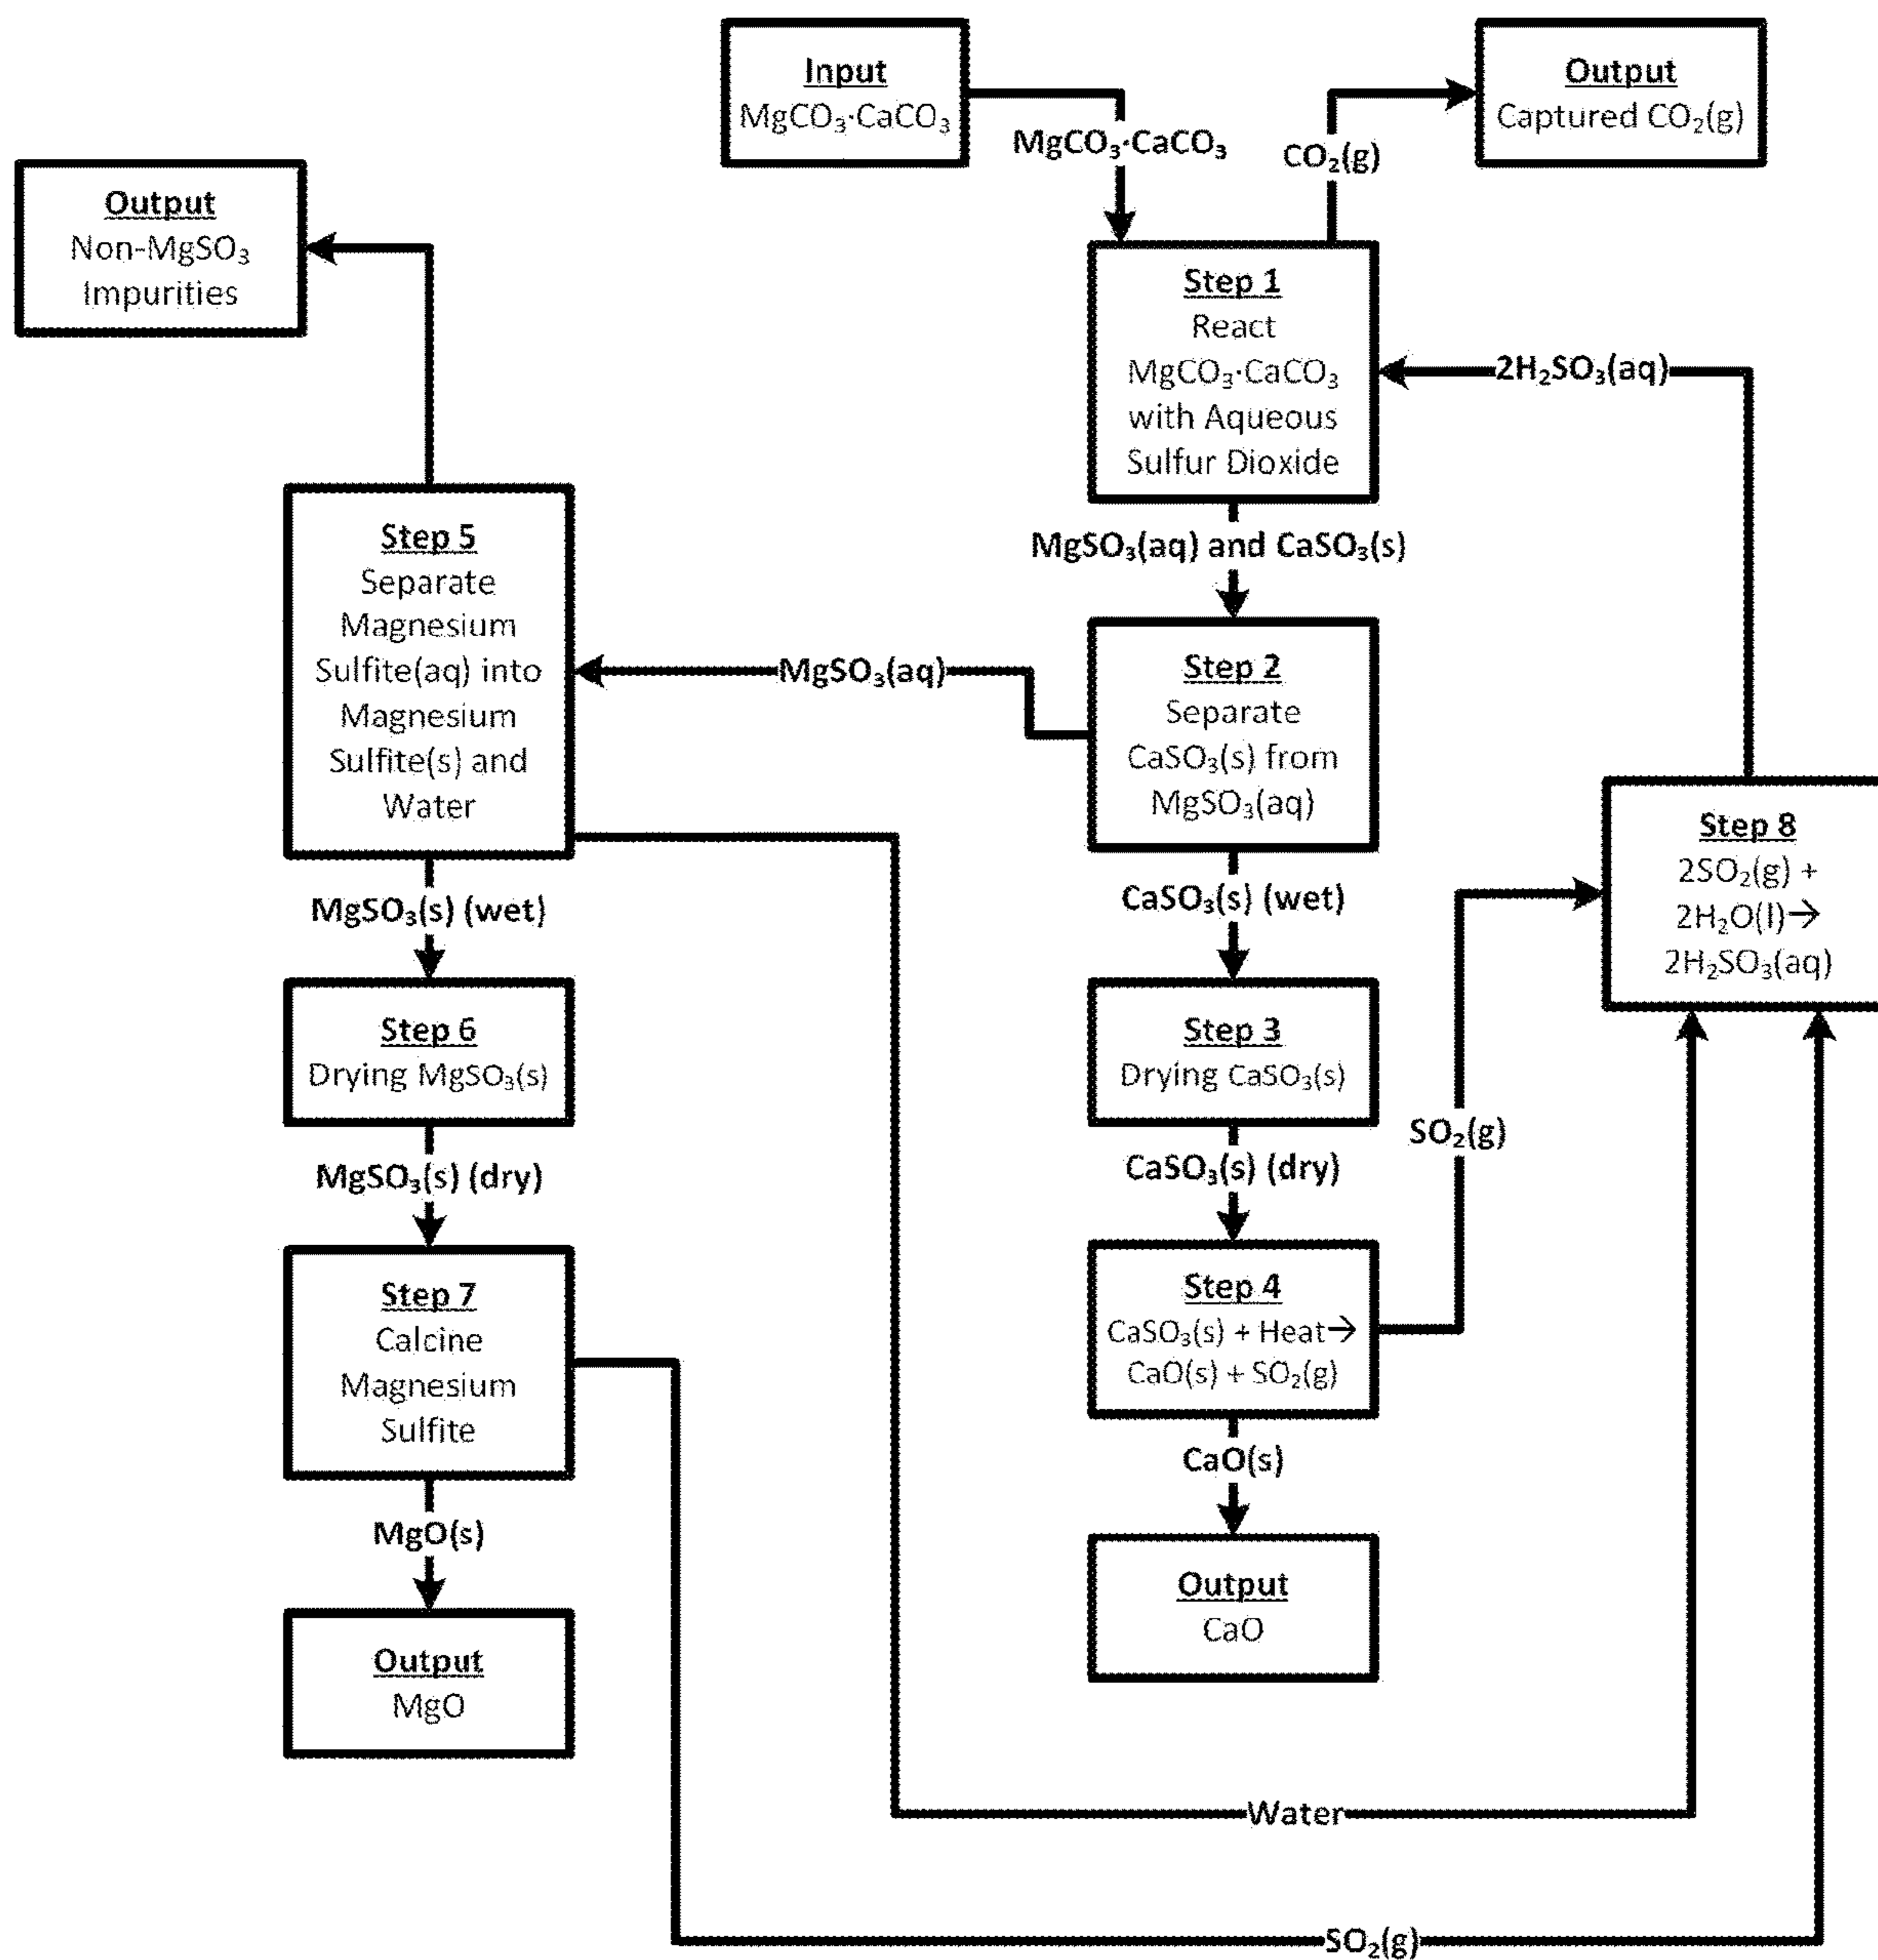 Input
MgCO₃·CaCO₃
Output
Captured CO₂(g)
MgCO₃·CaCO₃
CO₂(g)
Output
Non-MgSO₃
Impurities
Step 1
React
MgCO₃·CaCO₃
with Aqueous
Sulfur Dioxide
2H₂SO₃(aq)
MgSO₃(aq) and CaSO₃(s)
Step 5
Separate
Magnesium
Sulfite(aq) into
Magnesium
Sulfite(s) and
Water
MgSO₃(aq)
Step 2
Separate
CaSO₃(s) from
MgSO₃(aq)
Step 8
2SO₂(g) +
2H₂O(l)→
2H₂SO₃(aq)
MgSO₃(s) (wet)
CaSO₃(s) (wet)
Step 6
Drying MgSO₃(s)
Step 3
Drying CaSO₃(s)
SO₂(g)
MgSO₃(s) (dry)
CaSO₃(s) (dry)
Step 7
Calcine
Magnesium
Sulfite
Step 4
CaSO₃(s) + Heat→
CaO(s) + SO₂(g)
MgO(s)
CaO(s)
Output
MgO
Output
CaO
Water
SO₂(g)